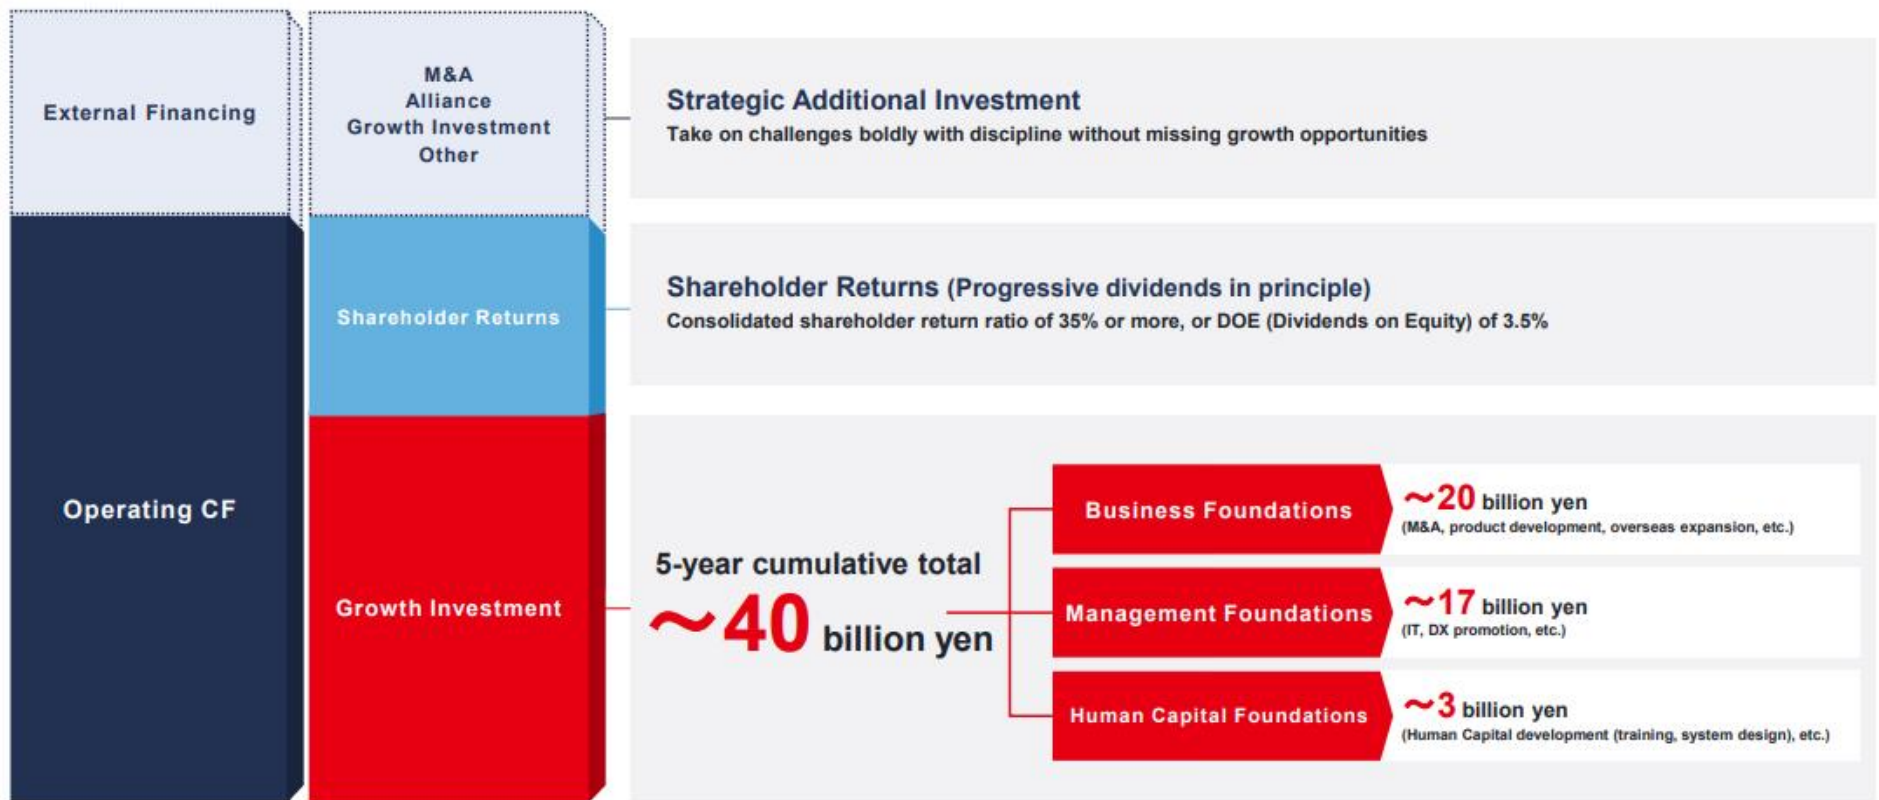 External Financing
M&A
Alliance
Growth Investment
Other
Strategic Additional Investment
Take on challenges boldly with discipline without missing growth opportunities
Shareholder Returns
Shareholder Returns (Progressive dividends in principle)
Consolidated shareholder return ratio of 35% or more, or DOE (Dividends on Equity) of 3.5%
Operating CF
Growth Investment
5-year cumulative total
～40 billion yen
Business Foundations
～20 billion yen
(M&A, product development, overseas expansion, etc.)
Management Foundations
～17 billion yen
(IT, DX promotion, etc.)
Human Capital Foundations
～3 billion yen
(Human Capital development (training, system design), etc.)